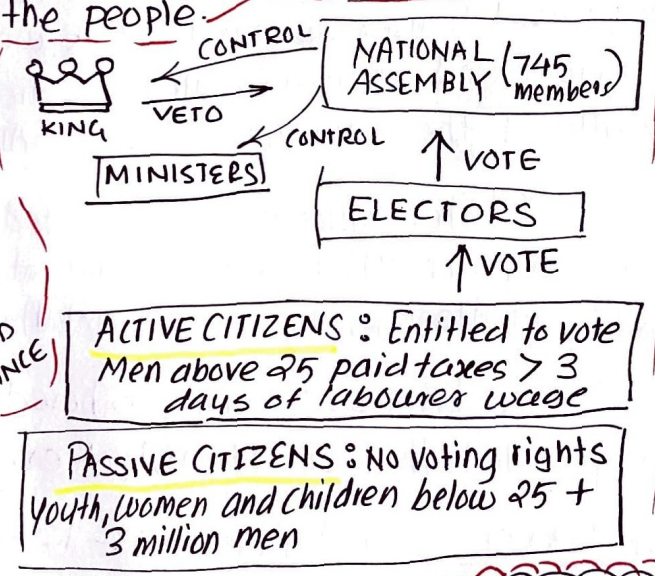 the people.
CONTROL
NATIONAL
ASSEMBLY (745 members)
KING
VETO
CONTROL
MINISTERS
VOTE
ELECTORS
VOTE
ACTIVE CITIZENS : Entitled to vote
Men above 25 paid taxes > 3
days of labourer wage
PASSIVE CITIZENS : No voting rights
Youth, women and children below 25 +
3 million men